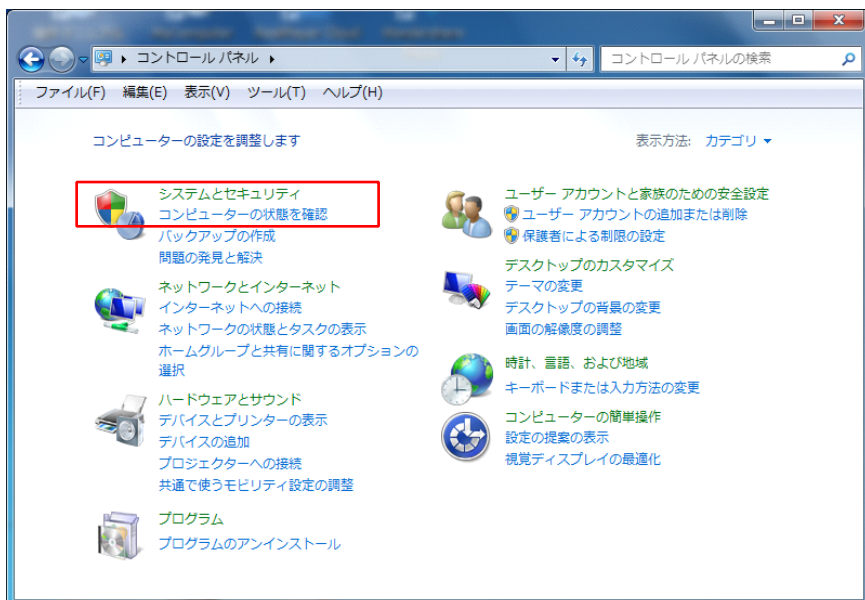 コントロール パネル
コントロール パネルの検索
ファイル(F) 編集(E) 表示(V) ツール(T) ヘルプ(H)
コンピューターの設定を調整します
表示方法: カテゴリ
システムとセキュリティ
コンピューターの状態を確認
バックアップの作成
問題の発見と解決
ネットワークとインターネット
インターネットへの接続
ネットワークの状態とタスクの表示
ホームグループと共有に関するオプションの
選択
ハードウェアとサウンド
デバイスとプリンターの表示
デバイスの追加
プロジェクターへの接続
共通で使うモビリティ設定の調整
プログラム
プログラムのアンインストール
ユーザー アカウントと家族のための安全設定
ユーザー アカウントの追加または削除
保護者による制限の設定
デスクトップのカスタマイズ
テーマの変更
デスクトップの背景の変更
画面の解像度の調整
時計、言語、および地域
キーボードまたは入力方法の変更
コンピューターの簡単操作
設定の提案の表示
視覚ディスプレイの最適化